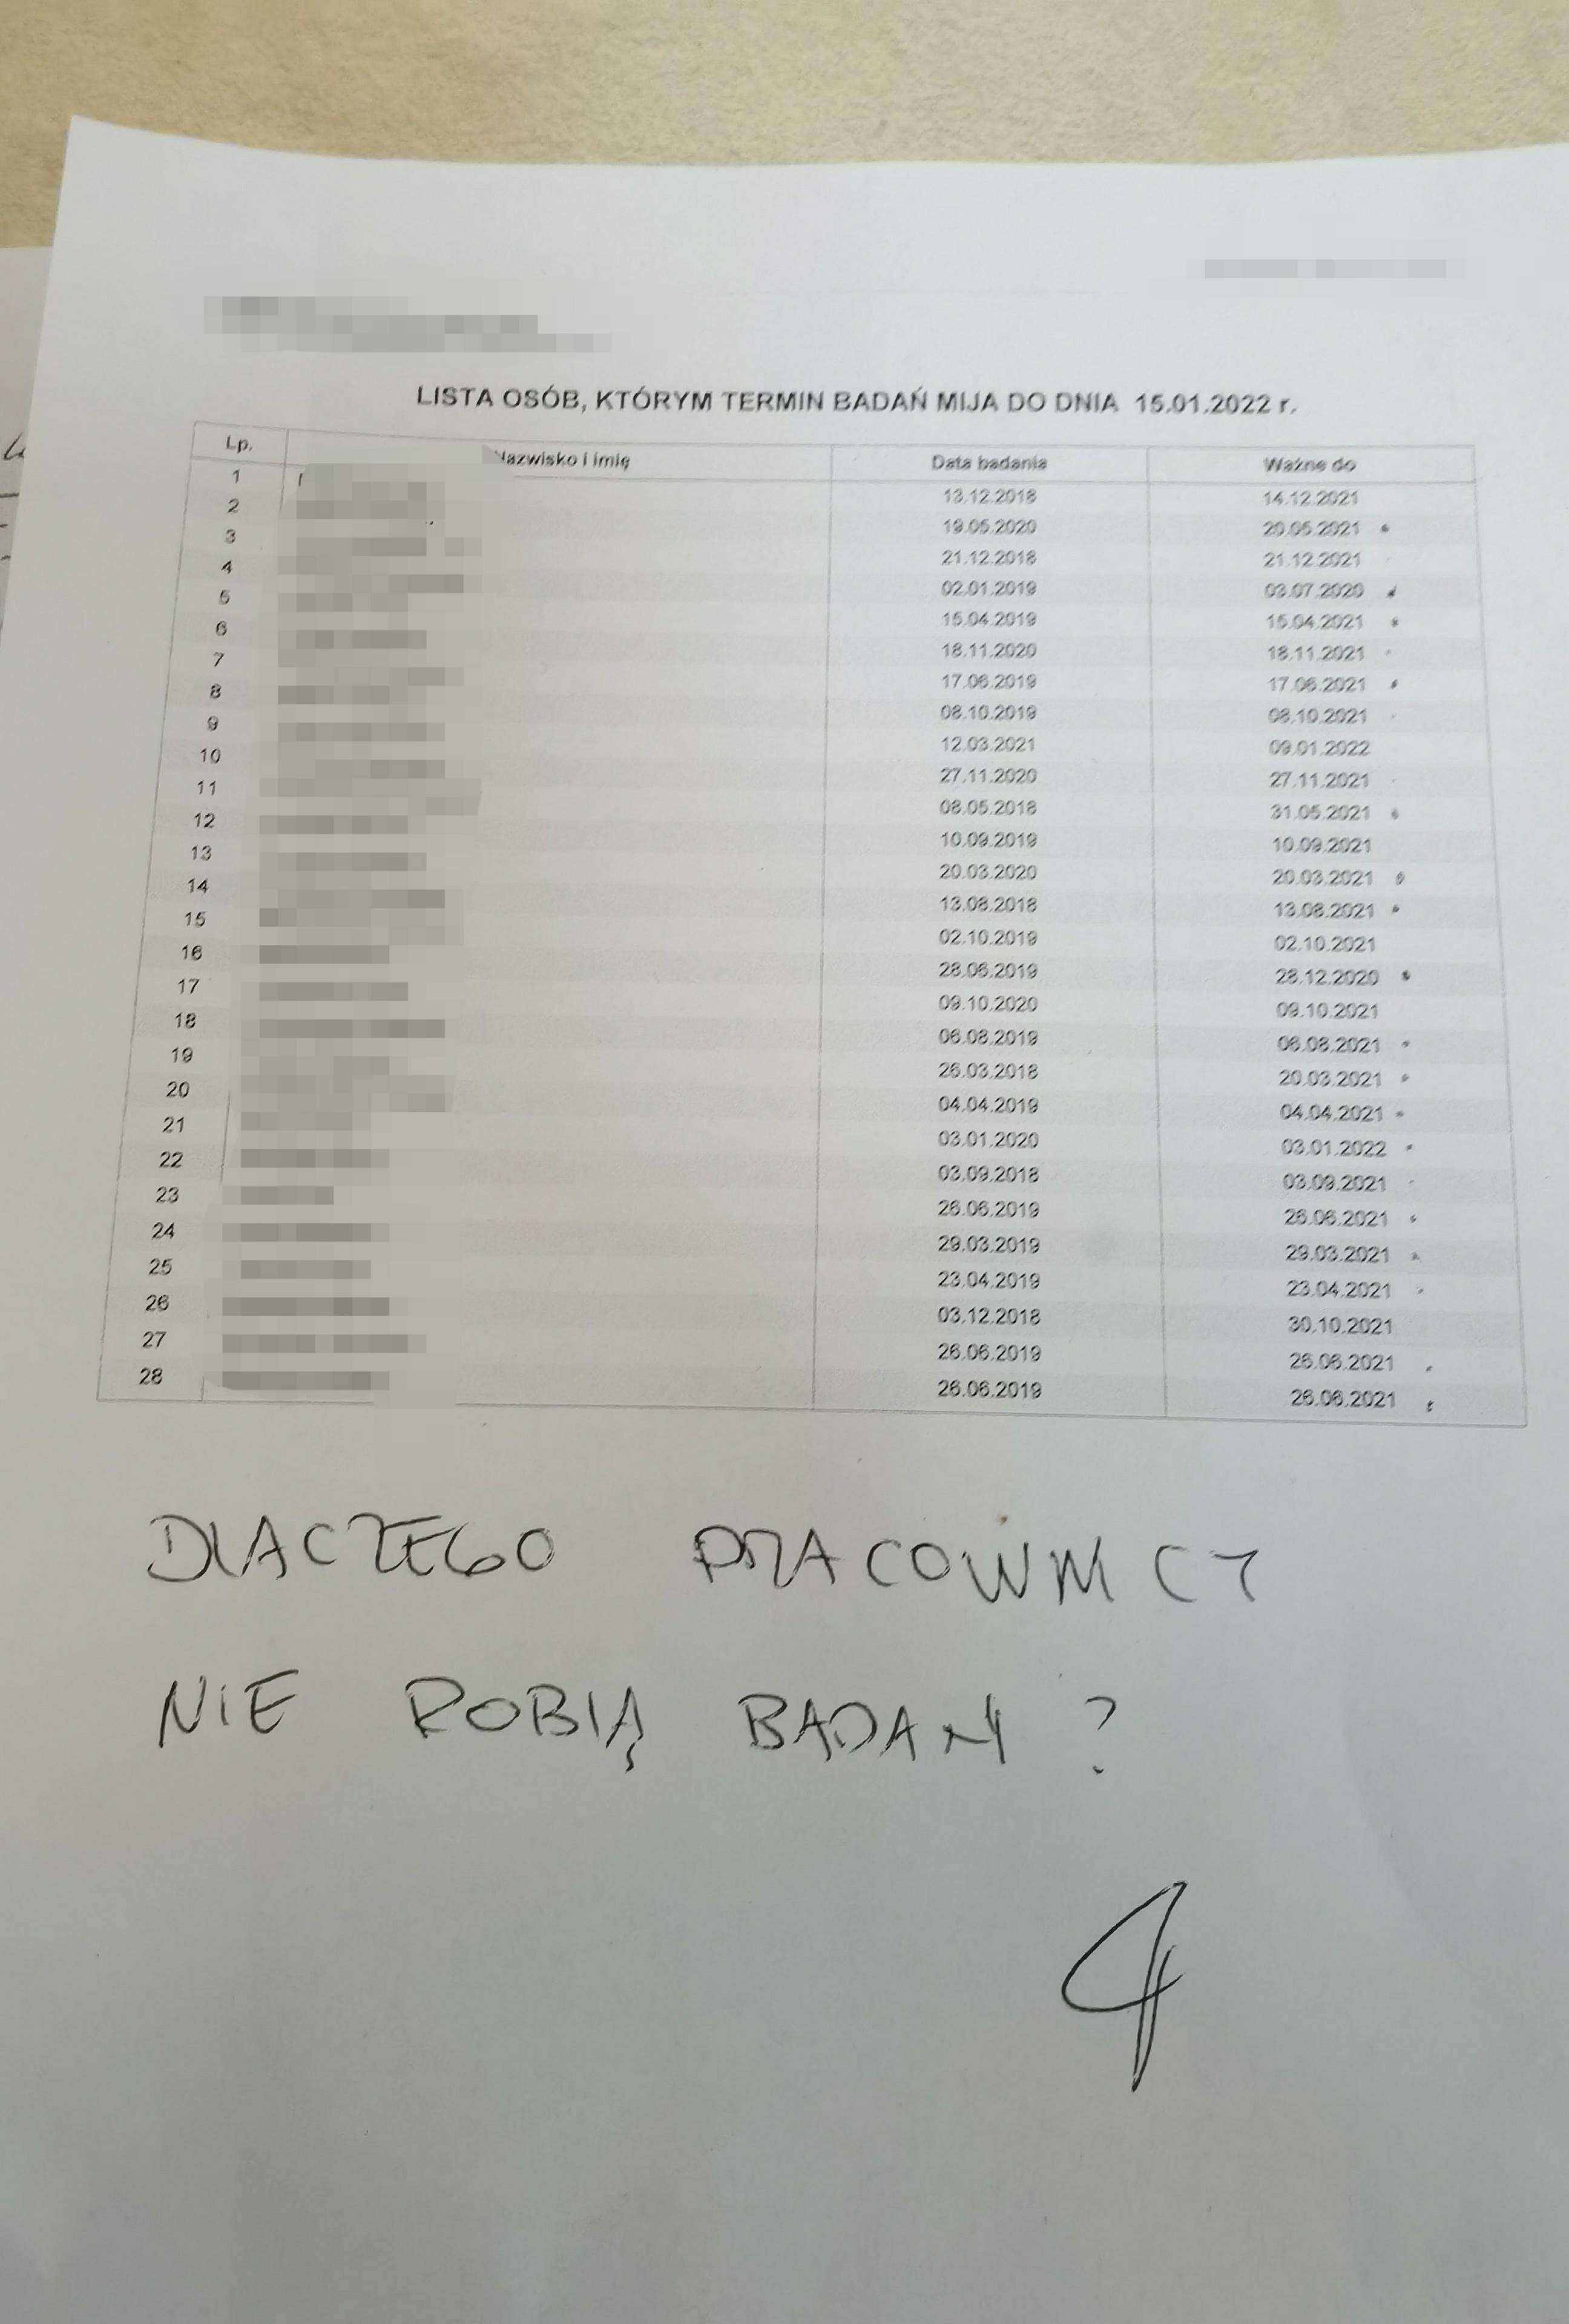 LISTA OSÓB, KTÓRYM TERMIN BADAŃ MIJA DO DNIA 15.01.2022 r.
Lp. Nazwisko i imię Data badania Ważne do
1 13.12.2018 14.12.2021
2 19.05.2020 20.05.2021
3 21.12.2018 21.12.2021
4 02.01.2019 03.07.2020
5 15.04.2019 15.04.2021
6 18.11.2020 18.11.2021
7 17.06.2019 17.06.2021
8 08.10.2019 08.10.2021
9 12.03.2021 09.01.2022
10 27.11.2020 27.11.2021
11 08.05.2018 31.05.2021
12 10.09.2019 10.09.2021
13 20.03.2020 20.03.2021
14 13.08.2018 13.08.2021
15 02.10.2019 02.10.2021
16 28.06.2019 28.12.2020
17 09.10.2020 09.10.2021
18 06.08.2019 06.08.2021
19 26.03.2018 20.03.2021
20 04.04.2019 04.04.2021
21 03.01.2020 03.01.2022
22 03.09.2018 03.09.2021
23 26.06.2019 26.06.2021
24 29.03.2019 29.03.2021
25 23.04.2019 23.04.2021
26 03.12.2018 30.10.2021
27 26.06.2019 26.06.2021
28 26.06.2019 26.06.2021
DLACZEGO PRACOWNICY
NIE ROBIĄ BADAŃ ?